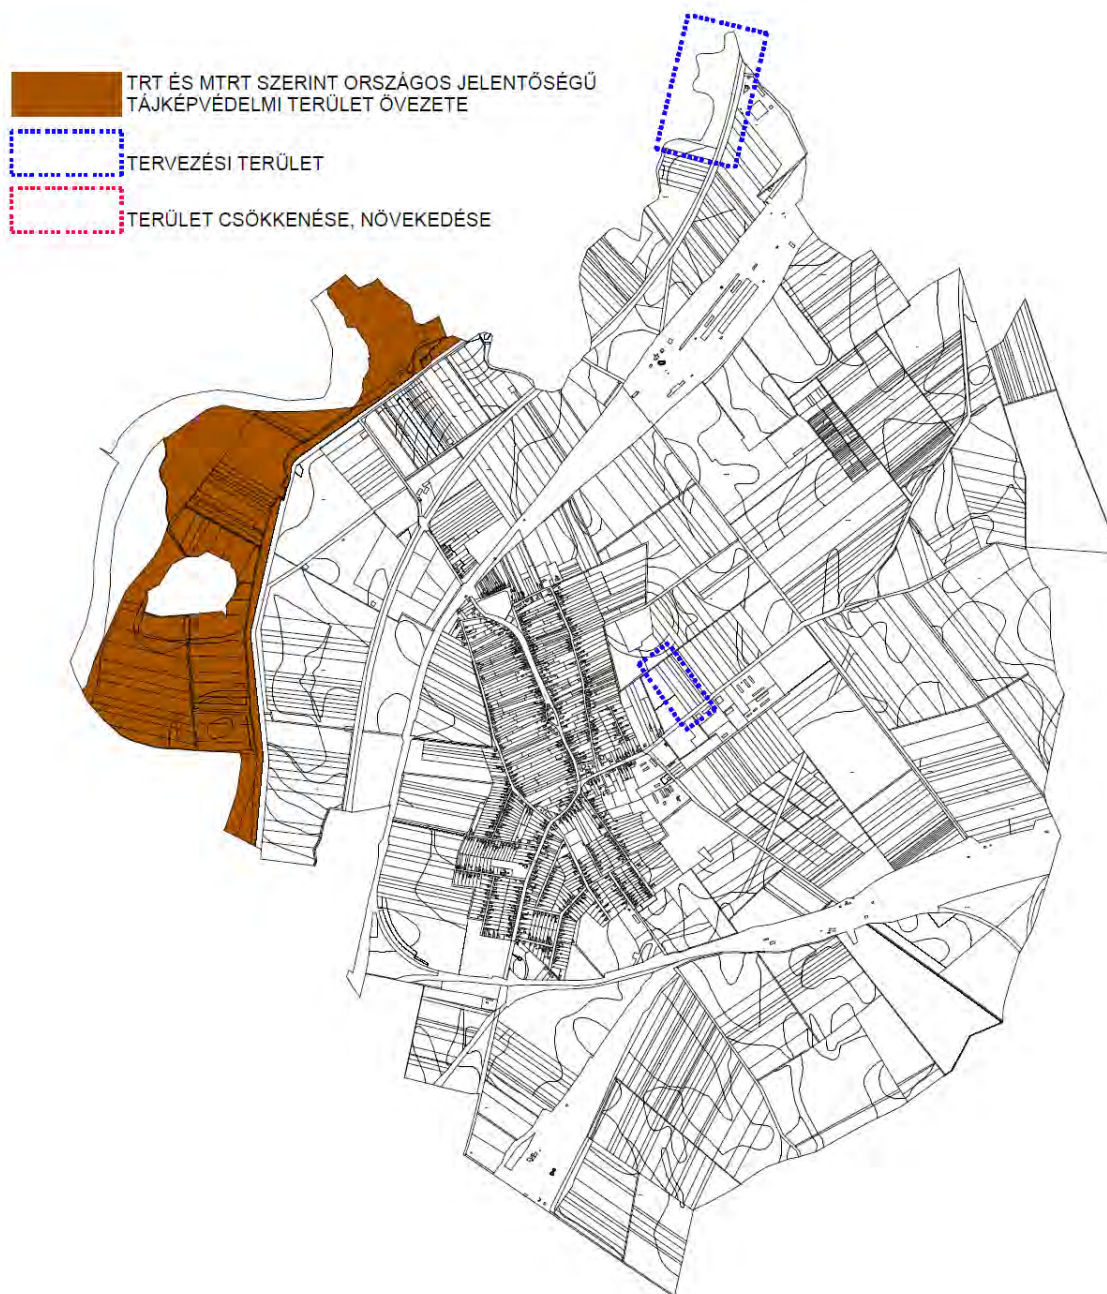 TRT ÉS MTRT SZERINT ORSZÁGOS JELENTŐSÉGŰ
TÁJKÉPVÉDELMI TERÜLET ÖVEZETE
TERVEZÉSI TERÜLET
TERÜLET CSÖKKENÉSE, NÖVEKEDÉSE